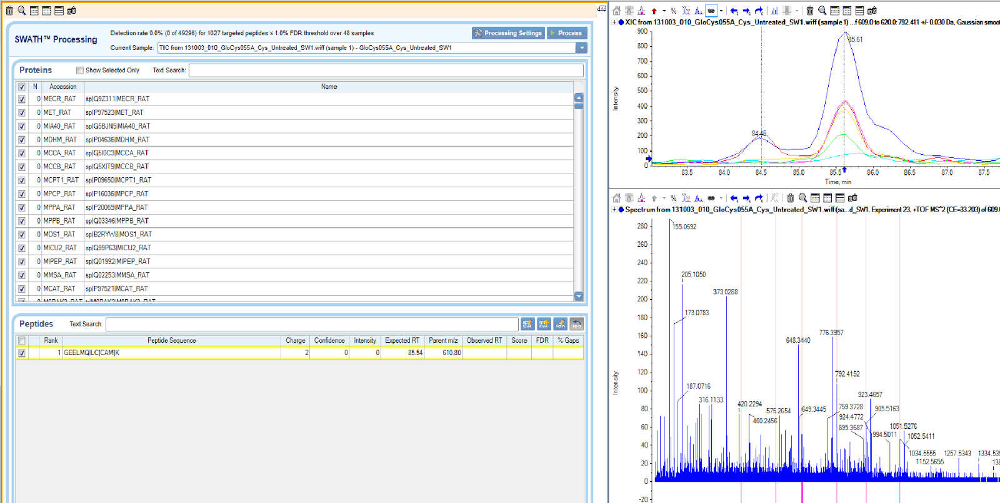 SWATH™ Processing
Detection rate 0.0% (0 of 49296) for 1027 targeted peptides ≤ 1.0% FDR threshold over 48 samples
Processing Settings
Process
Current Sample: TIC from 131003_010_GloCys055A_Cys_Untreated_SW1.wiff (sample 1) - GloCys055A_Cys_Untreated_SW1
Proteins Show Selected Only Text Search:
N Accession Name
0 MECR_RAT sp|Q9Z311|MECR_RAT
0 MET_RAT sp|P97523|MET_RAT
0 MIA40_RAT sp|Q5BJN5|MIA40_RAT
0 MDHM_RAT sp|P04636|MDHM_RAT
0 MCCA_RAT sp|Q5I0C3|MCCA_RAT
0 MCCB_RAT sp|Q5XIT9|MCCB_RAT
0 MCPT1_RAT sp|P09650|MCPT1_RAT
0 MPCP_RAT sp|P16036|MPCP_RAT
0 MPPA_RAT sp|P20069|MPPA_RAT
0 MPPB_RAT sp|Q03346|MPPB_RAT
0 MOS1_RAT sp|B2RYW8|MOS1_RAT
0 MICU2_RAT sp|Q99P63|MICU2_RAT
0 MIPEP_RAT sp|Q01992|MIPEP_RAT
0 MMSA_RAT sp|Q02253|MMSA_RAT
0 MCAT_RAT sp|P97521|MCAT_RAT
Peptides Text Search:
RT Cal RT Cal Ion Ion
Rank Peptide Sequence Charge Confidence Intensity Expected RT Parent m/z Observed RT Score FDR % Gaps
1 GEELMQILC[CAM]K 2 0 0 85.54 610.80
%
XIC from 131003_010_GloCys055A_Cys_Untreated_SW1.wiff (sample 1) ...f 609.0 to 620.0: 792.411 +/- 0.030 Da, Gaussian smoot
900
800
700
600
500
400
300
200
100
0
Intensity
85.61
84.45
83.5 84.0 84.5 85.0 85.5 86.0 86.5 87.0 87.5
Time, min
%
XIC
Spectrum from 131003_010_GloCys055A_Cys_Untreated_SW1.wiff (sa...d_SW1, Experiment 23, +TOF MS^2 (CE=33.203) of 609.
280
260
240
220
200
180
160
140
120
100
80
60
40
20
0
-20
Intensity
155.0692
205.1050
373.0288
173.0783
776.3957
648.3440
792.4152
187.0716
316.1133
420.2294
923.4657
575.2654
649.3445
759.3728
905.5163
460.2456
924.4772
895.3687
1051.5276
994.5011
1052.5411
1034.5555
1257.5343
1334.539
1152.5655
138